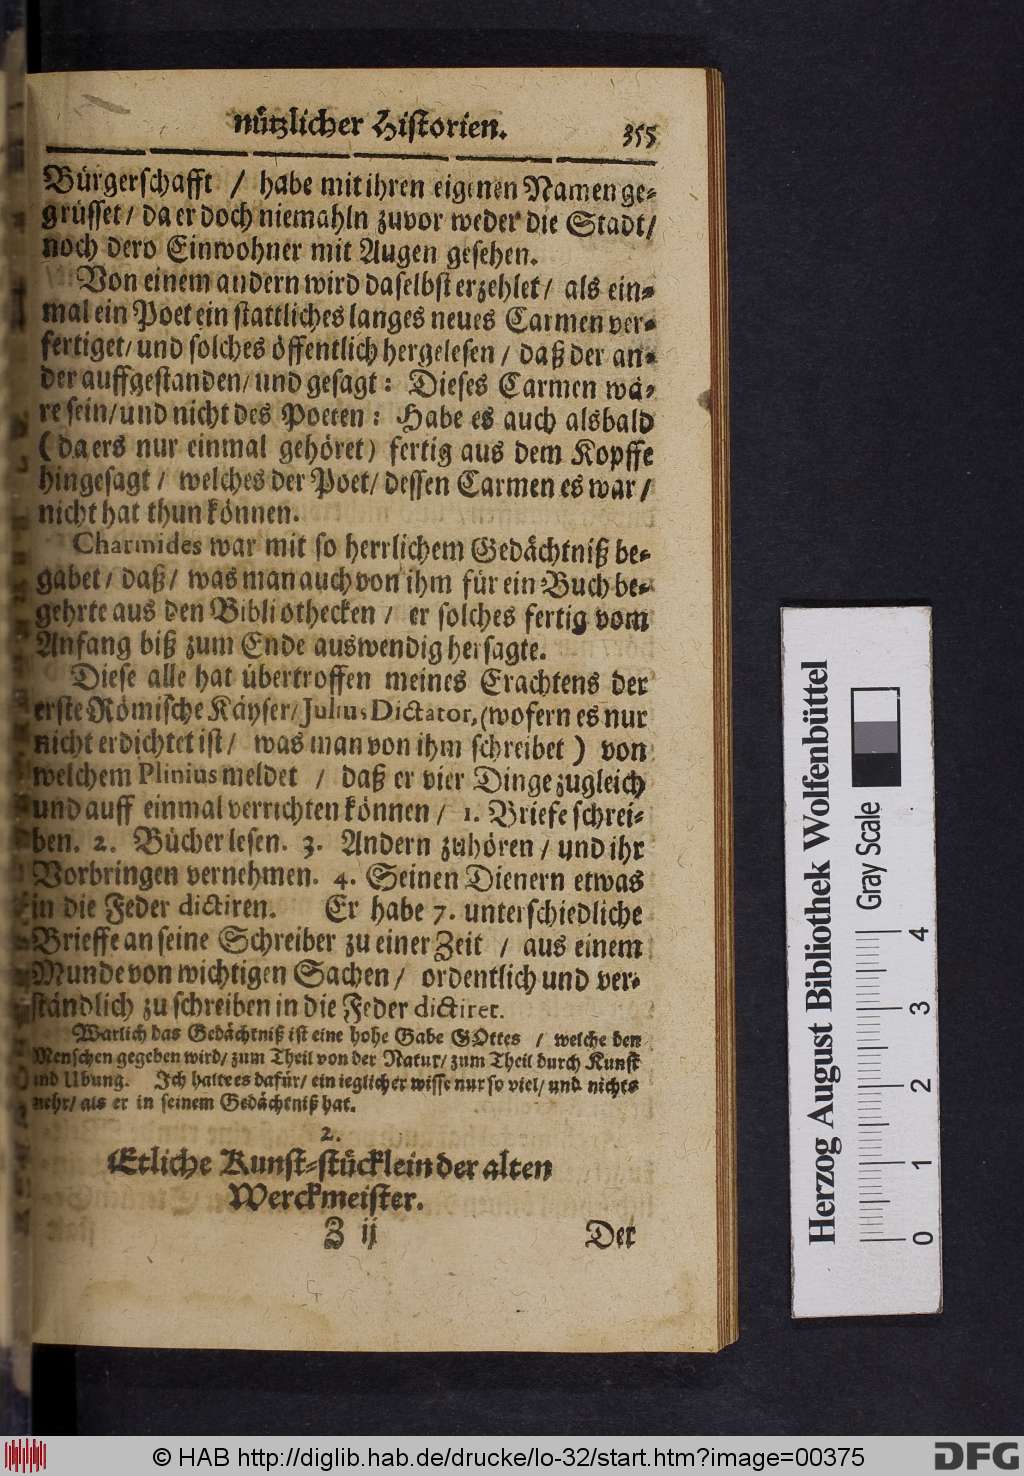 nützlicher Historien. 355
Bürgerschafft / habe mit ihren eigenen Namen ge-
grüsset / da er doch niemahln zuvor weder die Stadt /
noch dero Einwohner mit Augen gesehen.
Von einem andern wird daselbst erzehlet / als ein-
mal ein Poet ein stattliches langes neues Carmen ver-
fertiget / und solches öffentlich hergelesen / daß der an-
der auffgestanden / und gesagt: Dieses Carmen wä-
re sein / und nicht des Poeten: Habe es auch alsbald
(da ers nur einmal gehöret) fertig aus dem Kopffe
hingesagt / welches der Poet / dessen Carmen es war /
nicht hat thun können.
Charmides war mit so herrlichem Gedächtniß be-
gabet / daß / was man auch von ihm für ein Buch be-
gehrte aus den Bibliothecken / er solches fertig vom
Anfang biß zum Ende auswendig hersagte.
Diese alle hat übertroffen meines Erachtens der
erste Römische Käyser / Julius Dictator, (wofern es nur
nicht erdichtet ist / was man von ihm schreibet) von
welchem Plinius meldet / daß er vier Dinge zugleich
und auff einmal verrichten können / 1. Briefe schrei-
ben. 2. Bücher lesen. 3. Andern zuhören / und ihr
Vorbringen vernehmen. 4. Seinen Dienern etwas
in die Feder dictiren. Er habe 7. unterschiedliche
Brieffe an seine Schreiber zu einer Zeit / aus einem
Munde von wichtigen Sachen / ordentlich und ver-
ständlich zu schreiben in die Feder dictiret.
Warlich das Gedächtniß ist eine hohe Gabe GOttes / welche den
Menschen gegeben wird / zum Theil von der Natur / zum Theil durch Kunst
und Ubung. Ich halte es dafür / ein ieglicher wisse nur so viel / und nichts
mehr / als er in seinem Gedächtniß hat.
2.
Etliche Kunst-stücklein der alten
Werckmeister.
Z ij Der
Herzog August Bibliothek Wolfenbüttel
Gray Scale
0 1 2 3 4
© HAB http://diglib.hab.de/drucke/lo-32/start.htm?image=00375
DFG